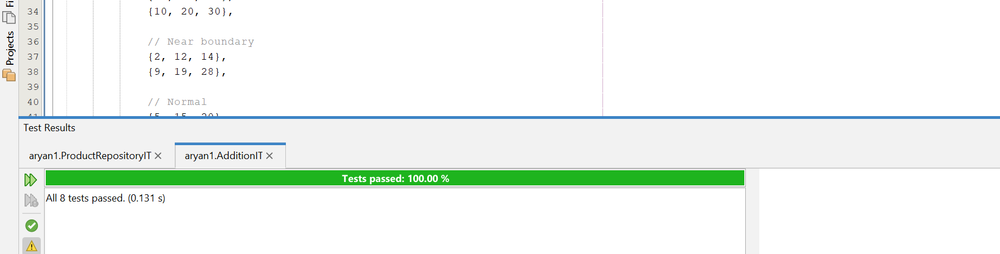 Fi
Projects
34 {10, 20, 30},
35
36 // Near boundary
37 {2, 12, 14},
38 {9, 19, 28},
39
40 // Normal
Test Results
aryan1.ProductRepositoryIT
aryan1.AdditionIT
Tests passed: 100.00 %
All 8 tests passed. (0.131 s)